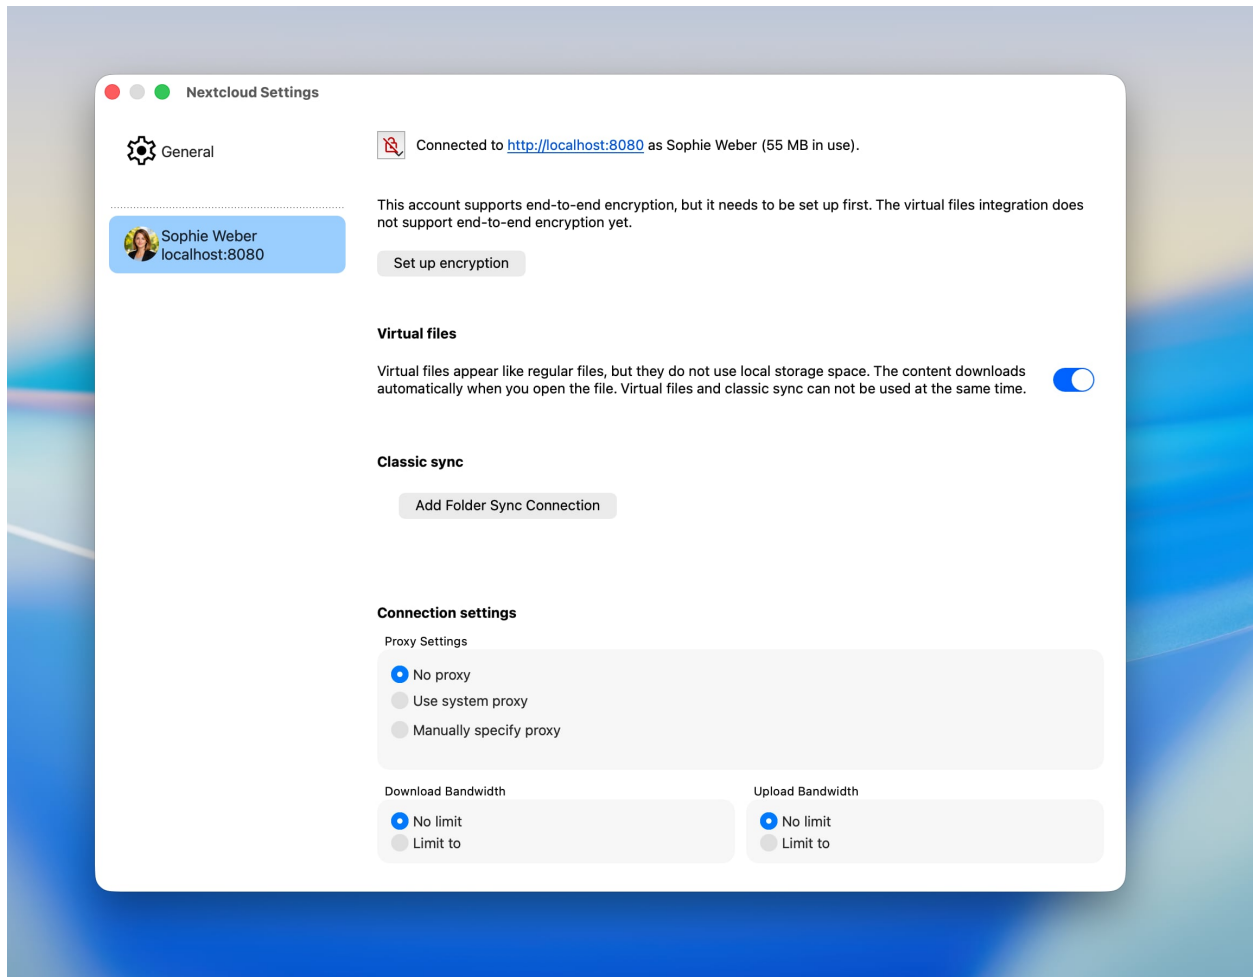 Nextcloud Settings
General
Sophie Weber
localhost:8080
Connected to http://localhost:8080 as Sophie Weber (55 MB in use).
This account supports end-to-end encryption, but it needs to be set up first. The virtual files integration does
not support end-to-end encryption yet.
Set up encryption
Virtual files
Virtual files appear like regular files, but they do not use local storage space. The content downloads
automatically when you open the file. Virtual files and classic sync can not be used at the same time.
Classic sync
Add Folder Sync Connection
Connection settings
Proxy Settings
No proxy
Use system proxy
Manually specify proxy
Download Bandwidth
No limit
Limit to
Upload Bandwidth
No limit
Limit to